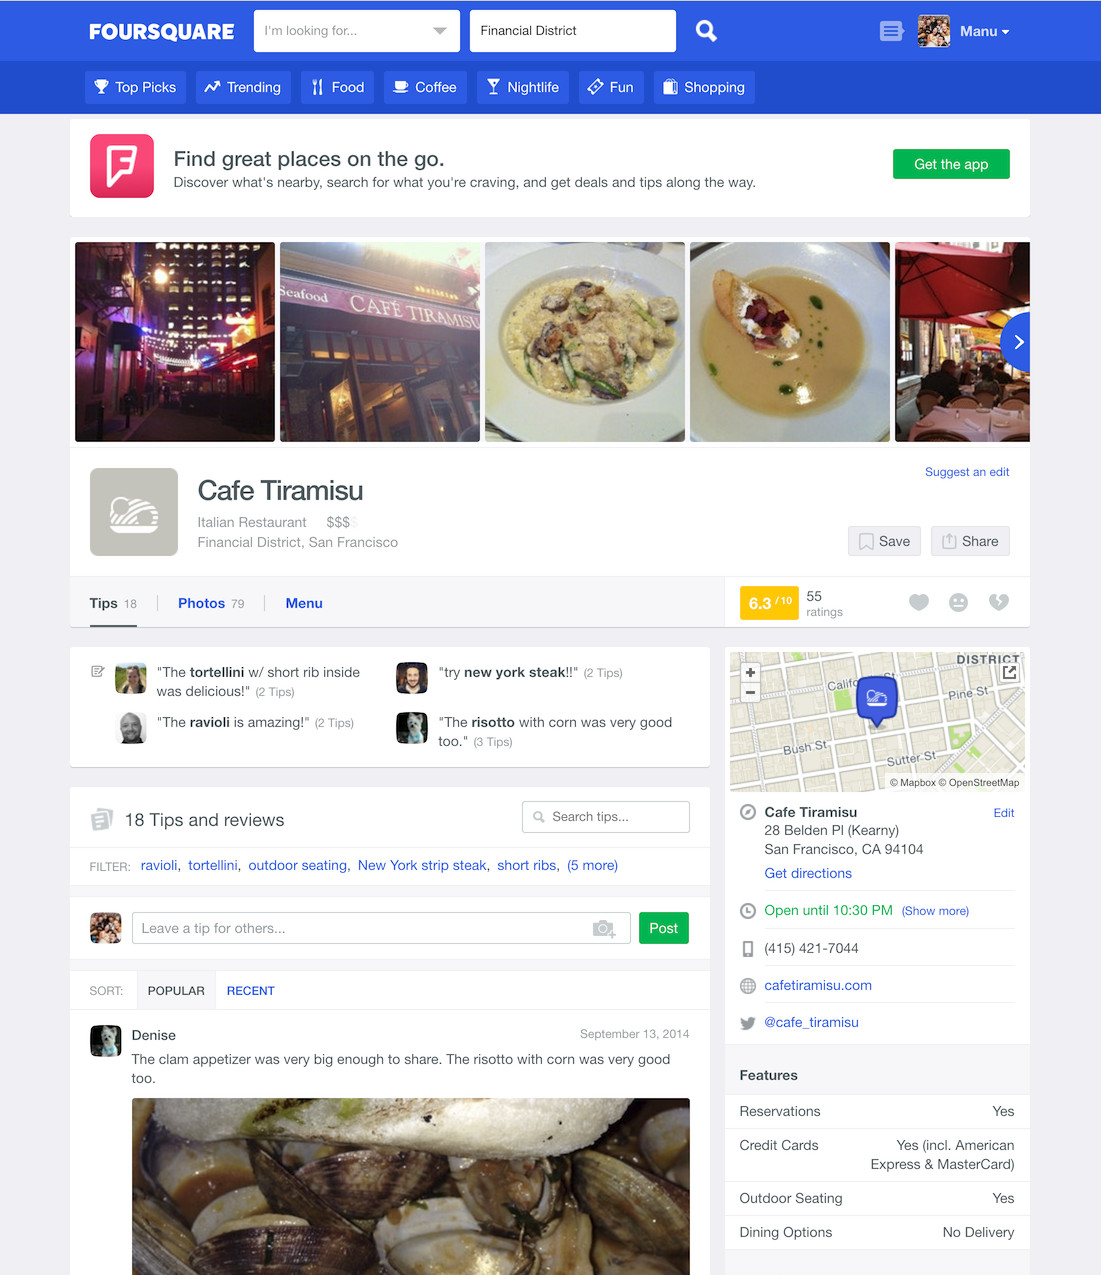 FOURSQUARE
I'm looking for...
Financial District
Manu
Top Picks
Trending
Food
Coffee
Nightlife
Fun
Shopping
Find great places on the go.
Discover what's nearby, search for what you're craving, and get deals and tips along the way.
Get the app
Seafood
CAFÉ TIRAMISU
Cafe Tiramisu
Italian Restaurant $$$$
Financial District, San Francisco
Suggest an edit
Save
Share
Tips 18
Photos 79
Menu
6.3 /10
55
ratings
"The tortellini w/ short rib inside
was delicious!" (2 Tips)
"try new york steak!!" (2 Tips)
"The ravioli is amazing!" (2 Tips)
"The risotto with corn was very good
too." (3 Tips)
18 Tips and reviews
Search tips...
FILTER: ravioli, tortellini, outdoor seating, New York strip steak, short ribs, (5 more)
Leave a tip for others...
Post
SORT: POPULAR RECENT
Denise
September 13, 2014
The clam appetizer was very big enough to share. The risotto with corn was very good
too.
+
−
DISTRICT
Pine St
Bush St
Sutter St
© Mapbox © OpenStreetMap
Cafe Tiramisu
Edit
28 Belden Pl (Kearny)
San Francisco, CA 94104
Get directions
Open until 10:30 PM (Show more)
(415) 421-7044
cafetiramisu.com
@cafe_tiramisu
Features
Reservations Yes
Credit Cards Yes (incl. American
Express & MasterCard)
Outdoor Seating Yes
Dining Options No Delivery